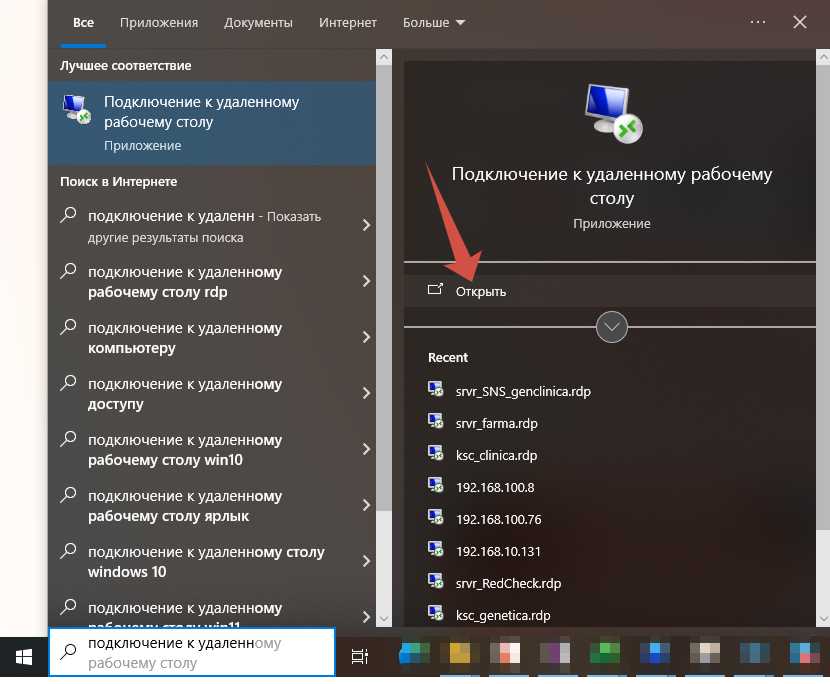 Все Приложения Документы Интернет Больше
Лучшее соответствие
Подключение к удаленному
рабочему столу
Приложение
Поиск в Интернете
подключение к удаленн - Показать
другие результаты поиска
подключение к удаленному
рабочему столу rdp
подключение к удаленному
компьютеру
подключение к удаленному
доступу
подключение к удаленному
рабочему столу win10
подключение к удаленному
рабочему столу ярлык
подключение к удаленному столу
windows 10
подключение к удаленному
рабочему столу win11
подключение к удаленному
рабочему столу
Подключение к удаленному рабочему
столу
Приложение
Открыть
Recent
srvr_SNS_genclinica.rdp
srvr_farma.rdp
ksc_clinica.rdp
192.168.100.8
192.168.100.76
192.168.10.131
srvr_RedCheck.rdp
ksc_genetica.rdp